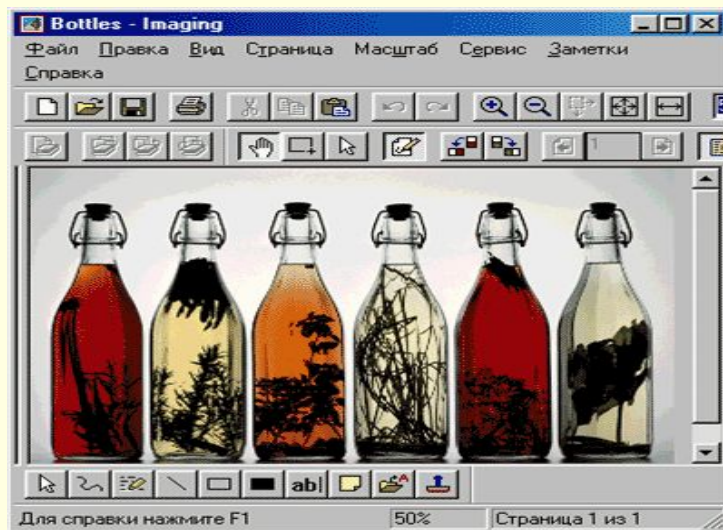 Bottles - Imaging
Файл Правка Вид Страница Масштаб Сервис Заметки
Справка
1
ab
A
Для справки нажмите F1 50% Страница 1 из 1